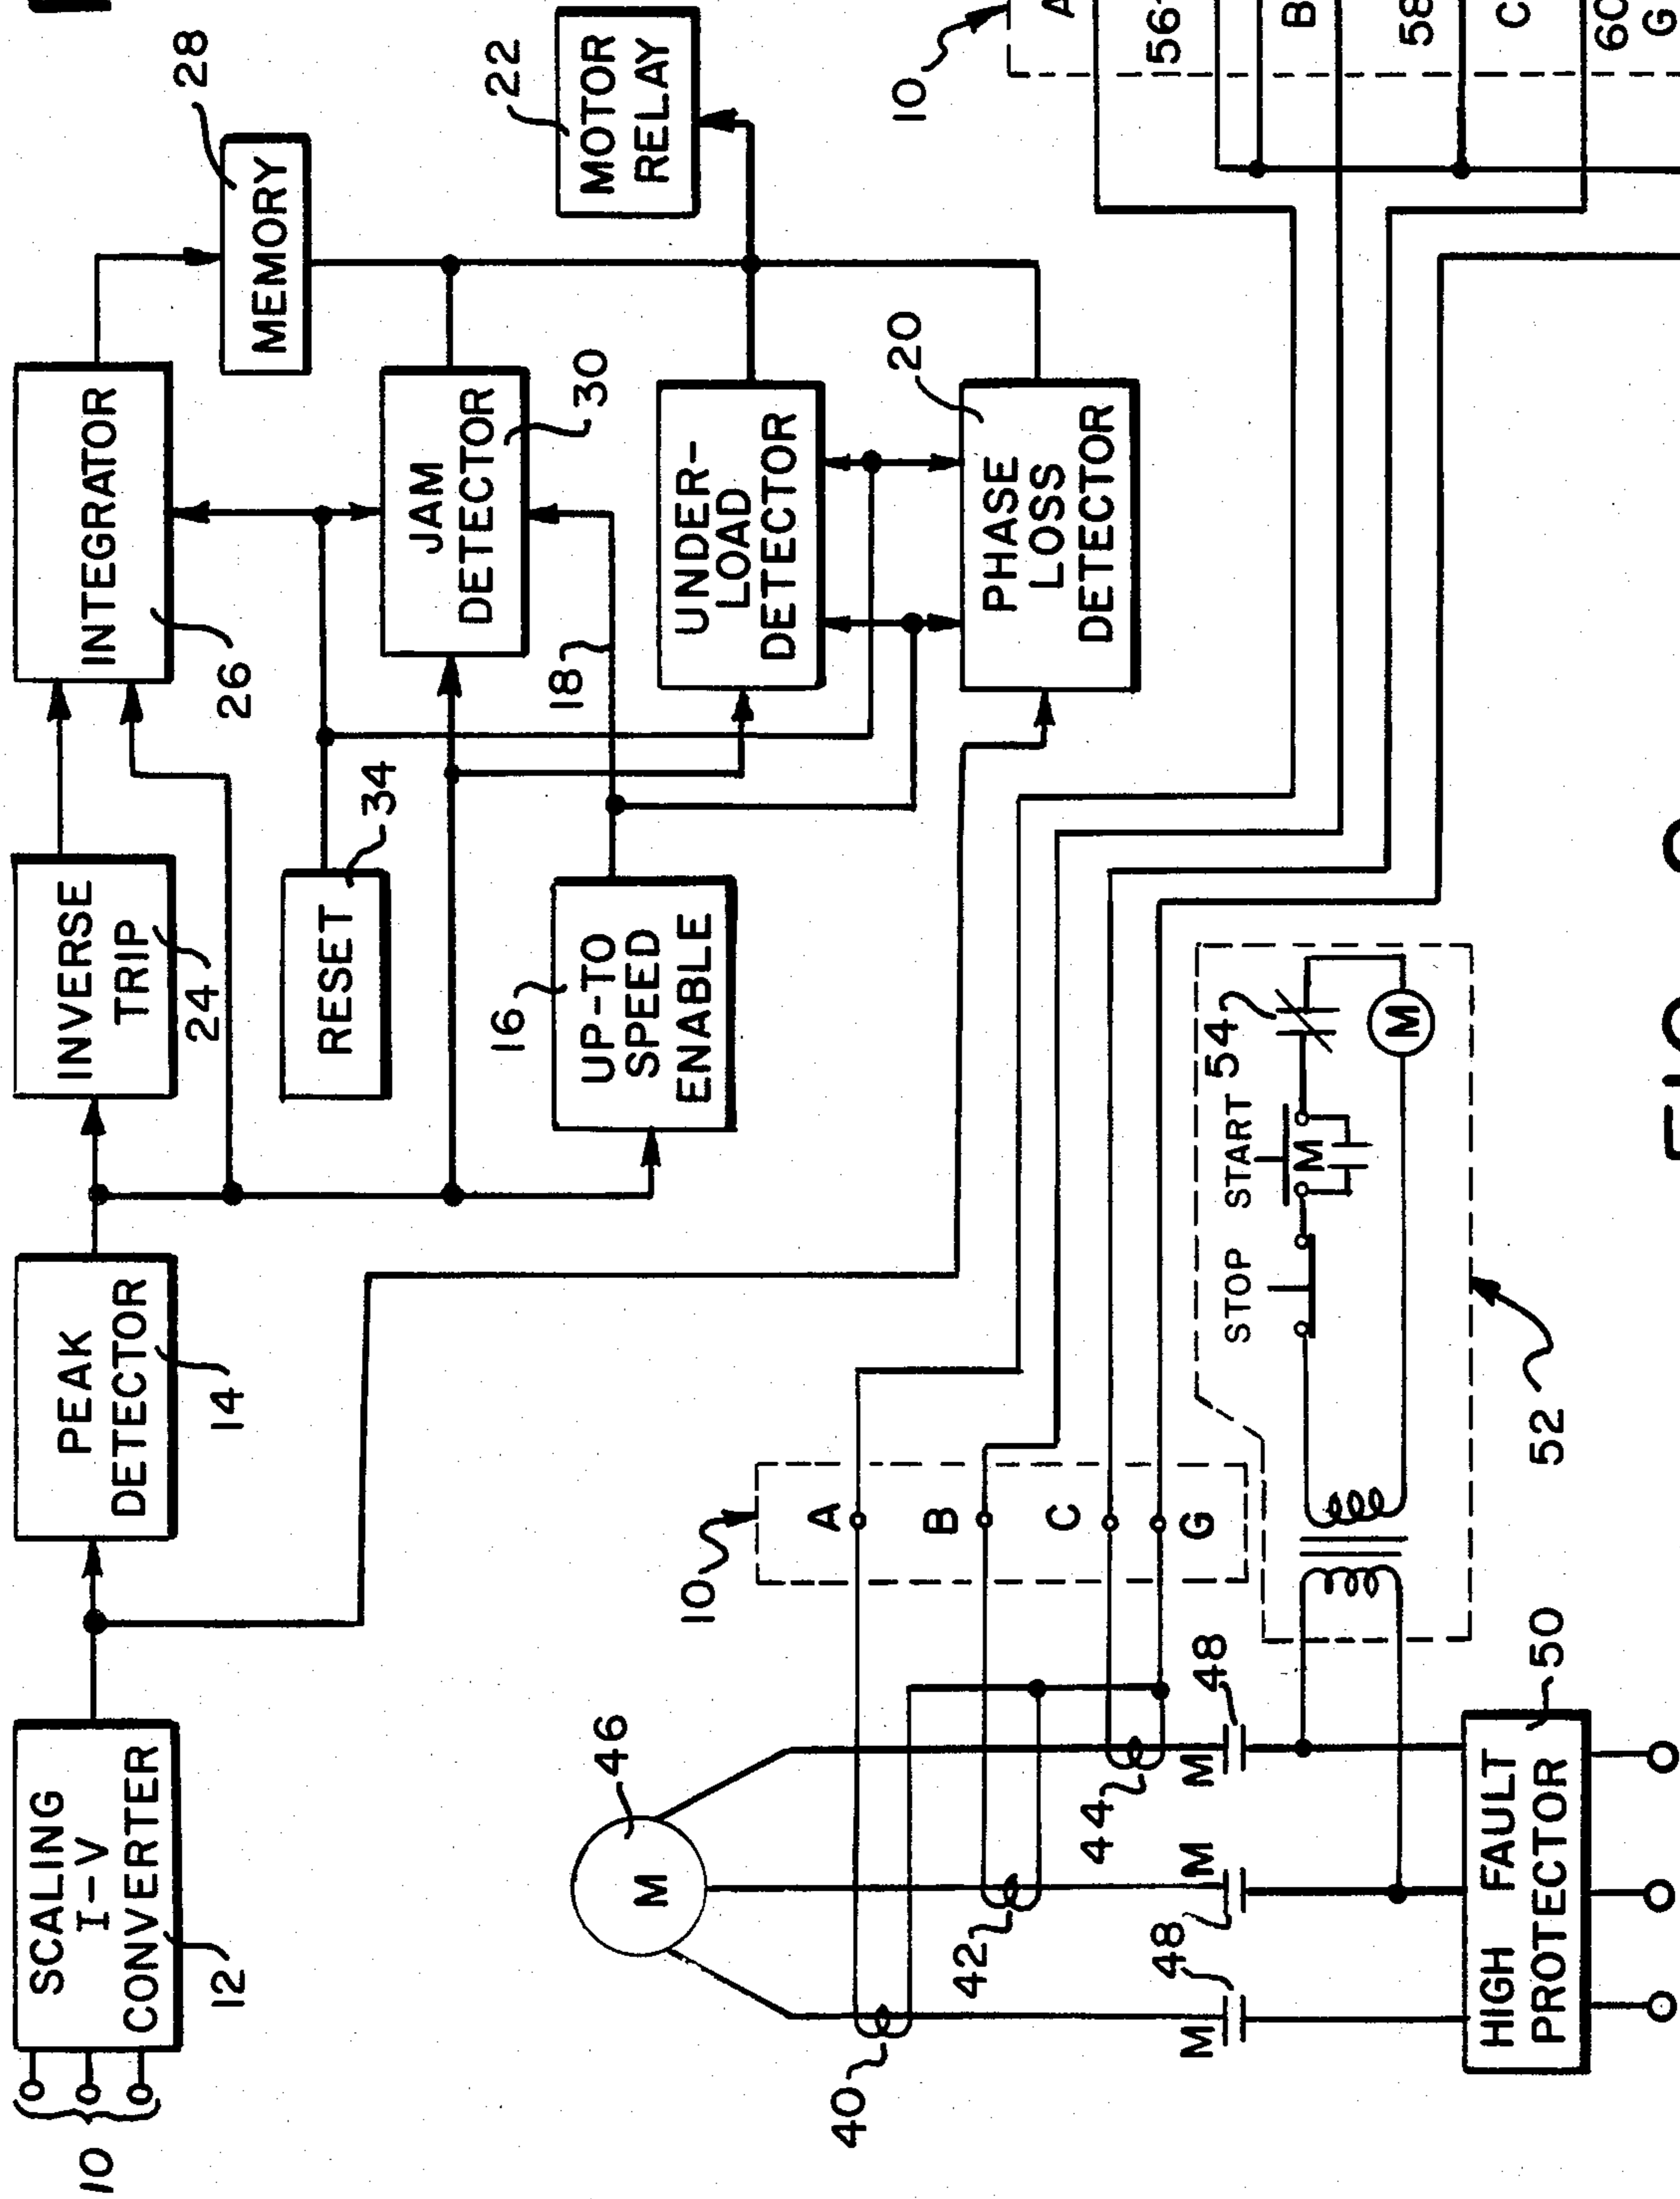 SCALING
I-V
CONVERTER
10
12
PEAK
DETECTOR
14
INVERSE
TRIP
24
INTEGRATOR
26
MEMORY
28
RESET
34
JAM
DETECTOR
30
18
UP-TO
SPEED
ENABLE
16
UNDER-
LOAD
DETECTOR
MOTOR
RELAY
22
PHASE
LOSS
DETECTOR
20
M
46
40
42
44
M
M
M
48
48
HIGH FAULT
PROTECTOR
50
10
A
B
C
G
STOP
START
M
54
M
52
10
A
56
B
58
C
60
G